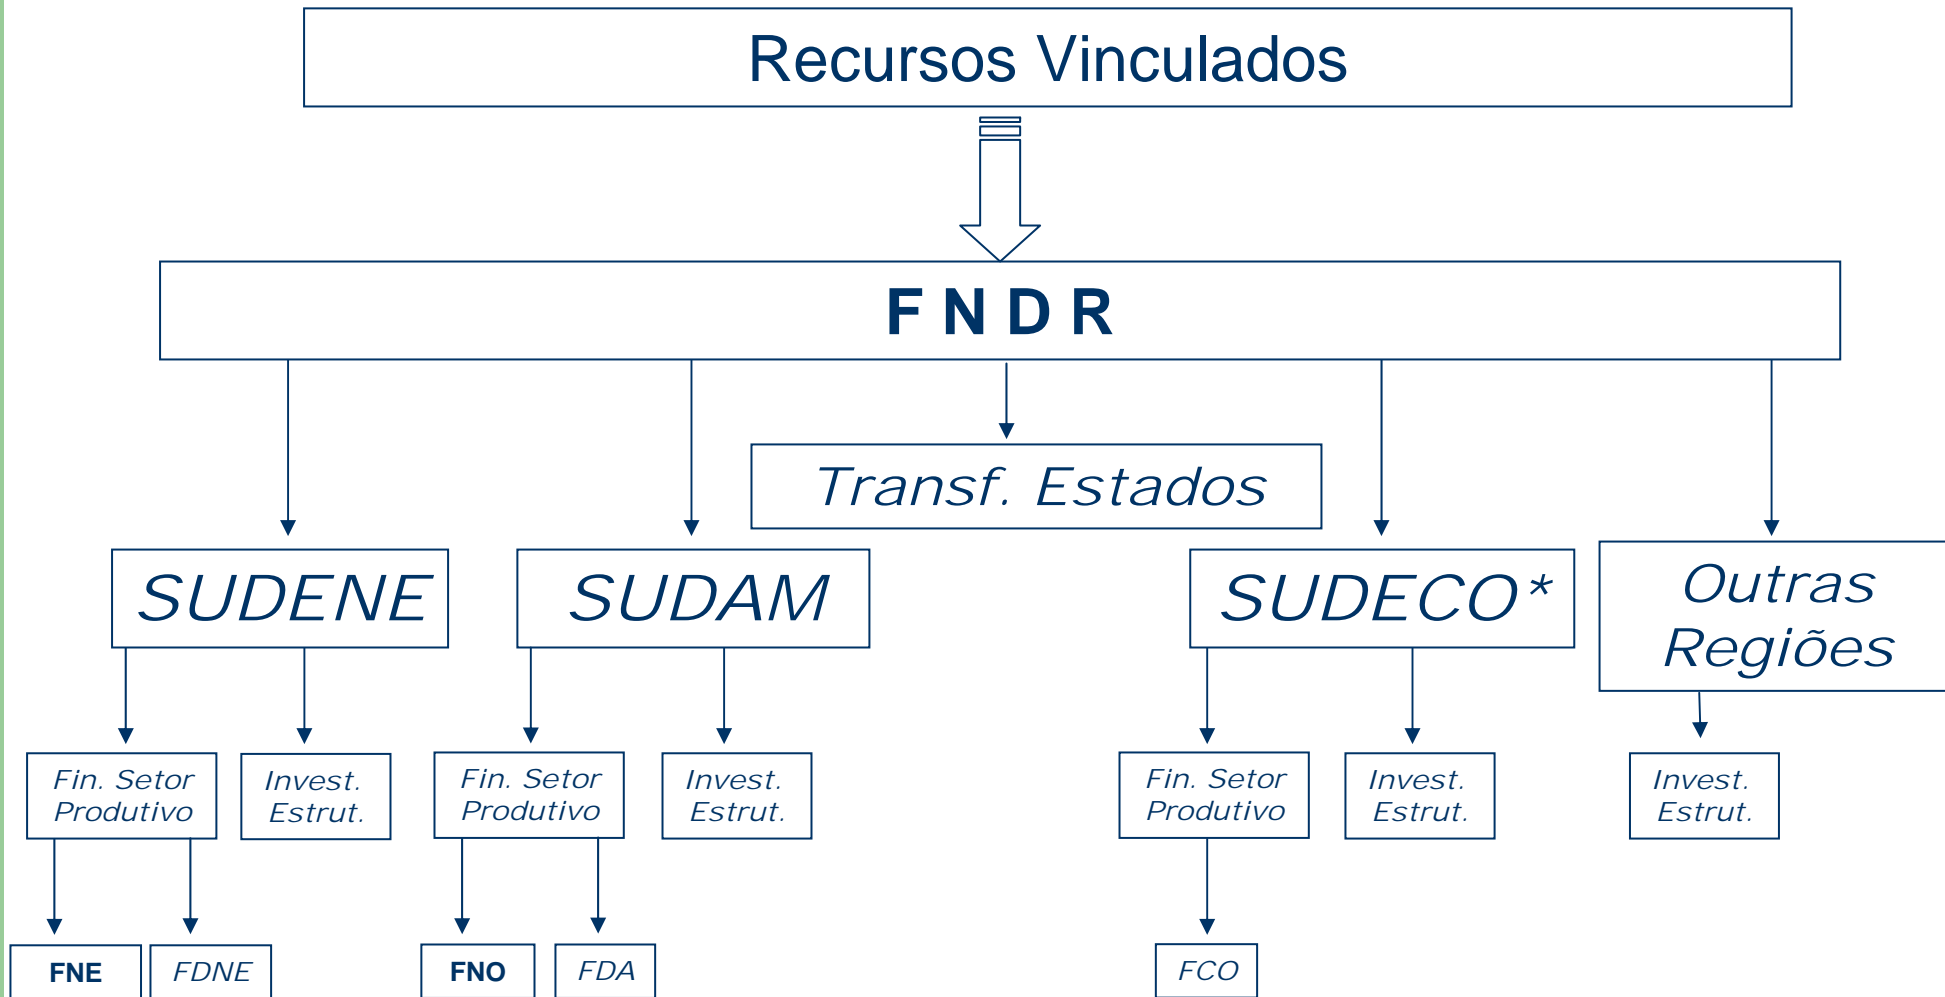 Recursos Vinculados
F N D R
Transf. Estados
SUDENE
SUDAM
SUDECO*
Outras
Regiões
Fin. Setor
Produtivo
Invest.
Estrut.
Fin. Setor
Produtivo
Invest.
Estrut.
Fin. Setor
Produtivo
Invest.
Estrut.
Invest.
Estrut.
FNE
FDNE
FNO
FDA
FCO